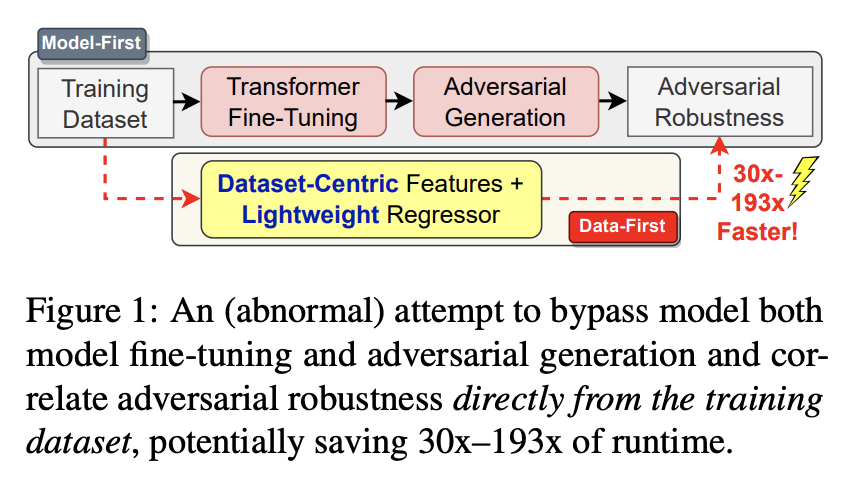 Model-First
Training
Dataset
Transformer
Fine-Tuning
Adversarial
Generation
Adversarial
Robustness
Dataset-Centric Features +
Lightweight Regressor
Data-First
30x-
193x
Faster!
Figure 1: An (abnormal) attempt to bypass model both
model fine-tuning and adversarial generation and cor-
relate adversarial robustness directly from the training
dataset, potentially saving 30x–193x of runtime.